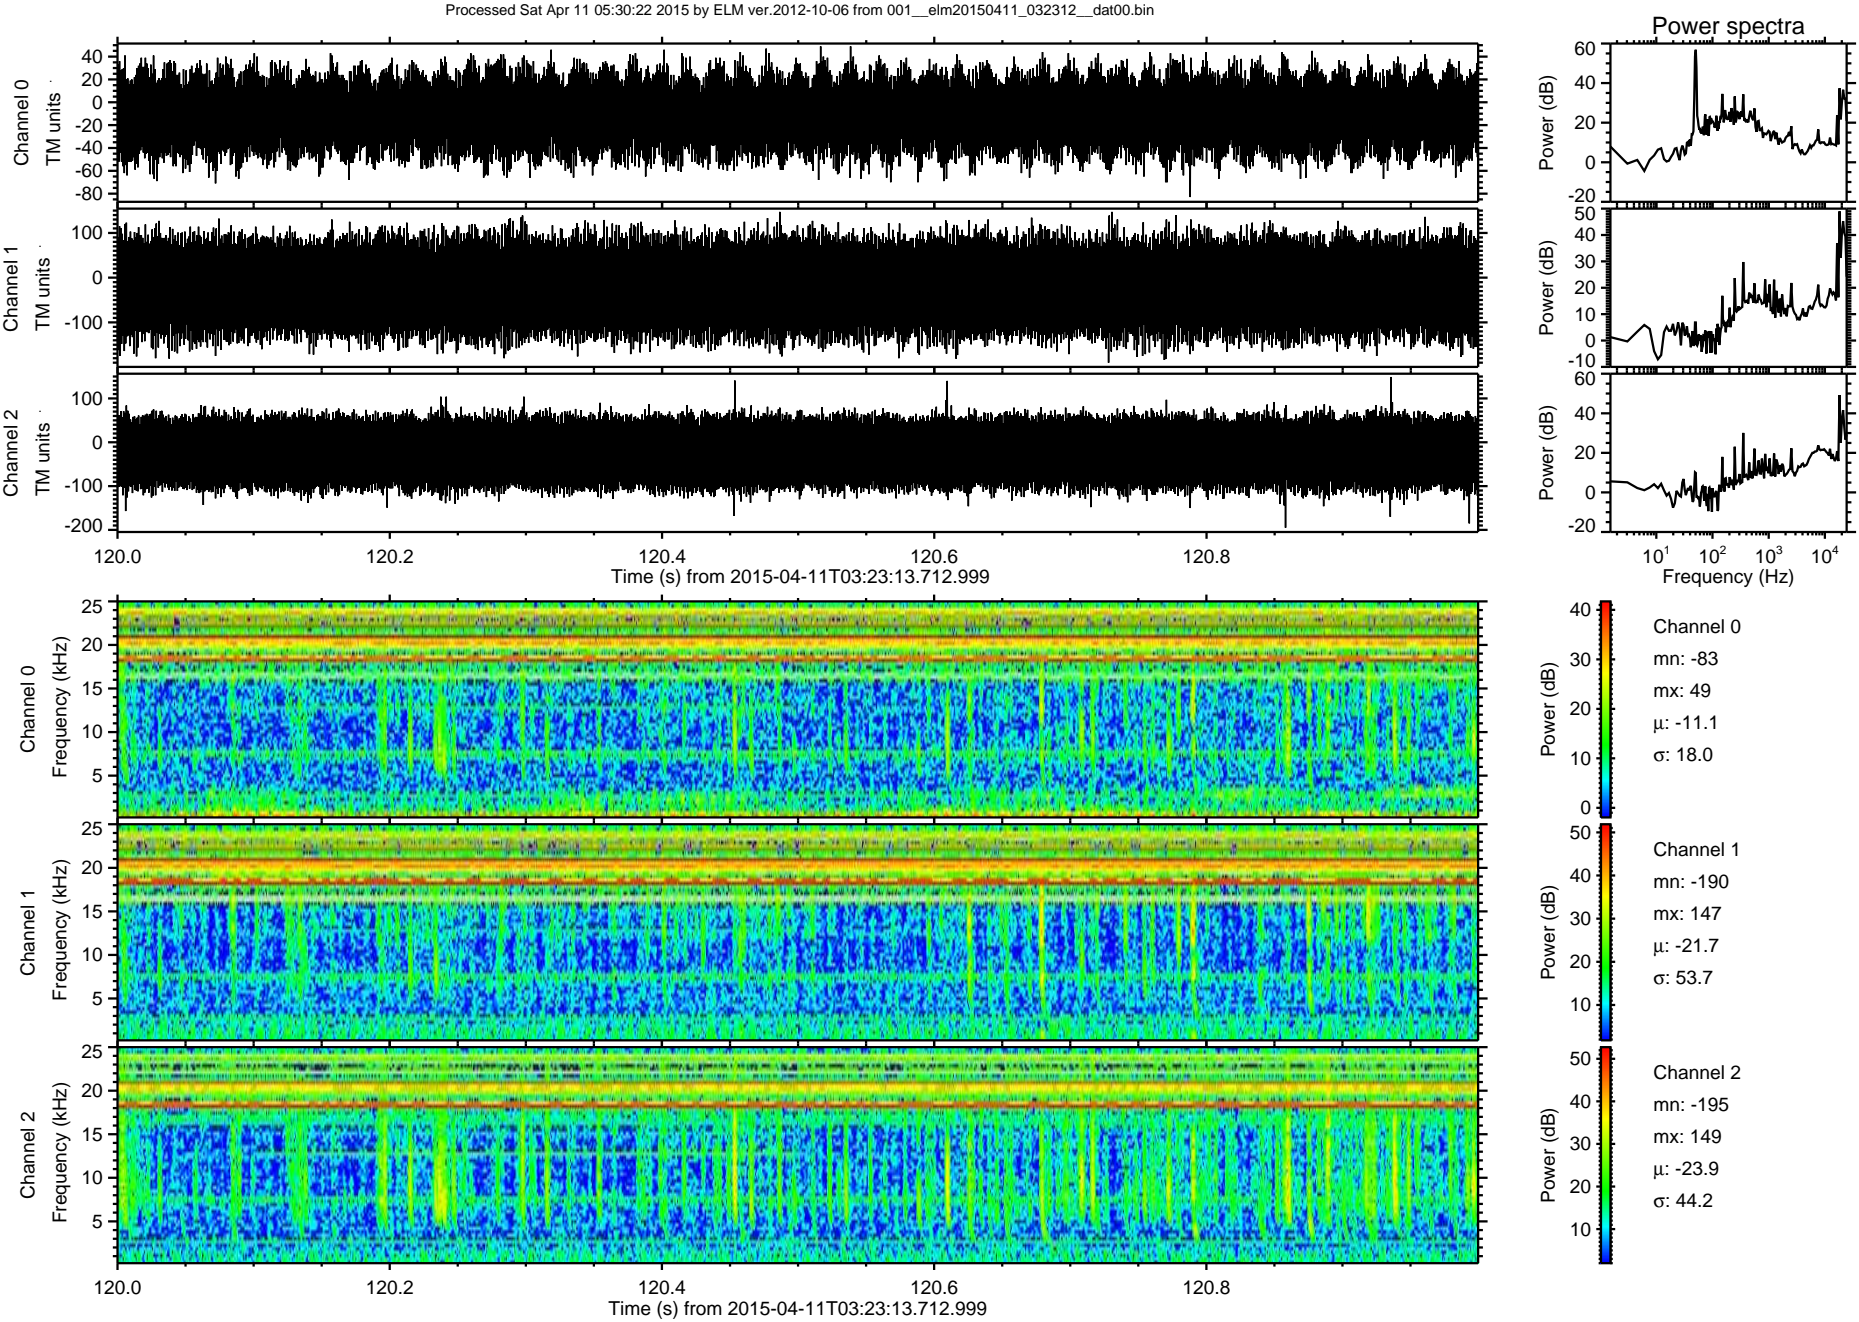 Processed Sat Apr 11 05:30:22 2015 by ELM ver.2012-10-06 from 001__elm20150411_032312__dat00.bin
Power spectra
Channel 0
TM units
40
20
0
-20
-40
-60
-80
Power (dB)
60
40
20
0
-20
Channel 1
TM units
100
0
-100
Power (dB)
50
40
30
20
10
0
-10
Channel 2
TM units
100
0
-100
-200
Power (dB)
60
40
20
0
-20
120.0 120.2 120.4 120.6 120.8
Time (s) from 2015-04-11T03:23:13.712.999
10^1 10^2 10^3 10^4
Frequency (Hz)
Channel 0
Frequency (kHz)
25
20
15
10
5
Power (dB)
40
30
20
10
0
Channel 0
mn: -83
mx: 49
μ: -11.1
σ: 18.0
Channel 1
Frequency (kHz)
25
20
15
10
5
Power (dB)
50
40
30
20
10
Channel 1
mn: -190
mx: 147
μ: -21.7
σ: 53.7
Channel 2
Frequency (kHz)
25
20
15
10
5
Power (dB)
50
40
30
20
10
Channel 2
mn: -195
mx: 149
μ: -23.9
σ: 44.2
120.0 120.2 120.4 120.6 120.8
Time (s) from 2015-04-11T03:23:13.712.999